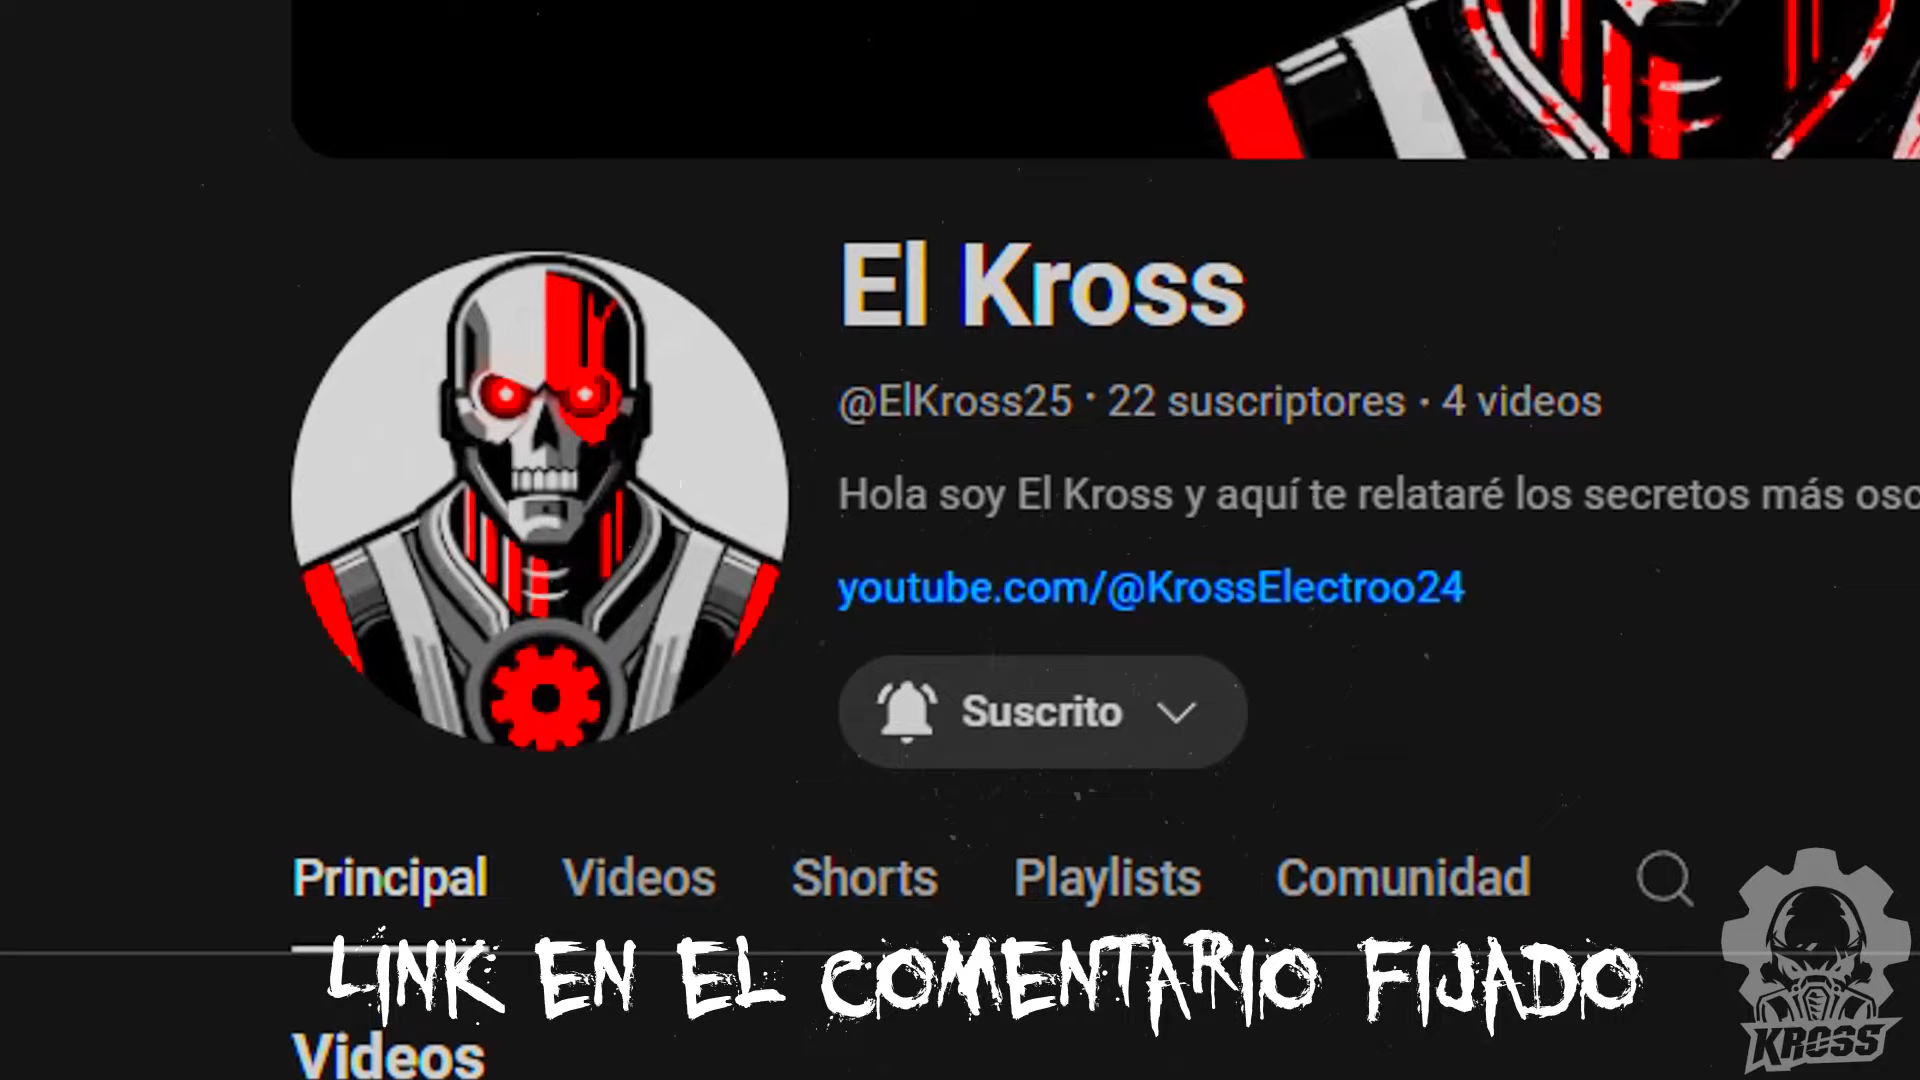 El Kross
@ElKross25 · 22 suscriptores · 4 videos
Hola soy El Kross y aquí te relataré los secretos más
youtube.com/@KrossElectroo24
Suscrito
Principal Videos Shorts Playlists Comunidad
LINK EN EL COMENTARIO FIJADO
KROSS
Videos